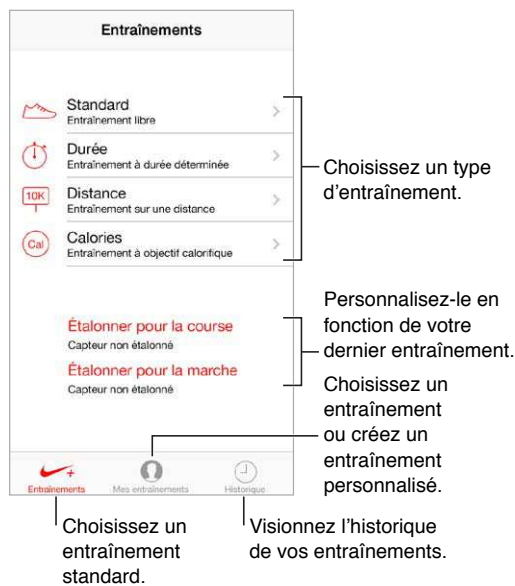 Entraînements
Standard
Entraînement libre
Durée
Entraînement à durée déterminée
10K
Distance
Entraînement sur une distance
Cal
Calories
Entraînement à objectif calorifique
Choisissez un type
d’entraînement.
Étalonner pour la course
Capteur non étalonné
Étalonner pour la marche
Capteur non étalonné
Personnalisez-le en
fonction de votre
dernier entraînement.
Choisissez un
entraînement
ou créez un
entraînement
personnalisé.
Entraînements
Mes entraînements
Historique
Choisissez un
entraînement
standard.
Visionnez l’historique
de vos entraînements.